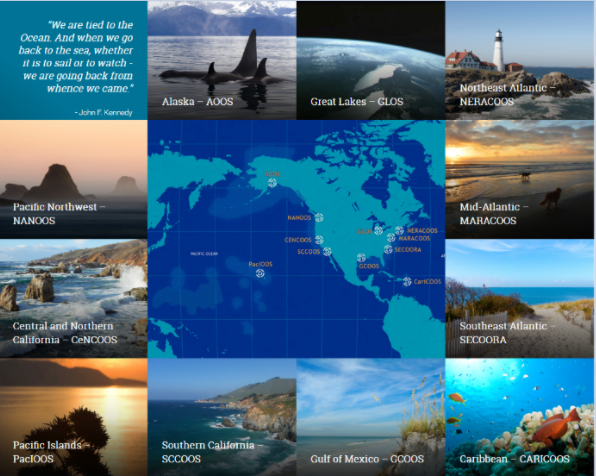 "We are tied to the
Ocean. And when we go
back to the sea, whether
it is to sail or to watch -
we are going back from
whence we came."
- John F. Kennedy
Alaska – AOOS
Great Lakes – GLOS
Northeast Atlantic –
NERACOOS
Pacific Northwest –
NANOOS
Mid-Atlantic –
MARACOOS
NANOOS
NERACOOS
MARACOOS
CENCOOS
SCCOOS
SECOORA
PACIFIC OCEAN
PacIOOS
GCOOS
CariCOOS
Central and Northern
California – CeNCOOS
Southeast Atlantic –
SECOORA
Pacific Islands –
PacIOOS
Southern California –
SCCOOS
Gulf of Mexico – GCOOS
Caribbean – CARICOOS